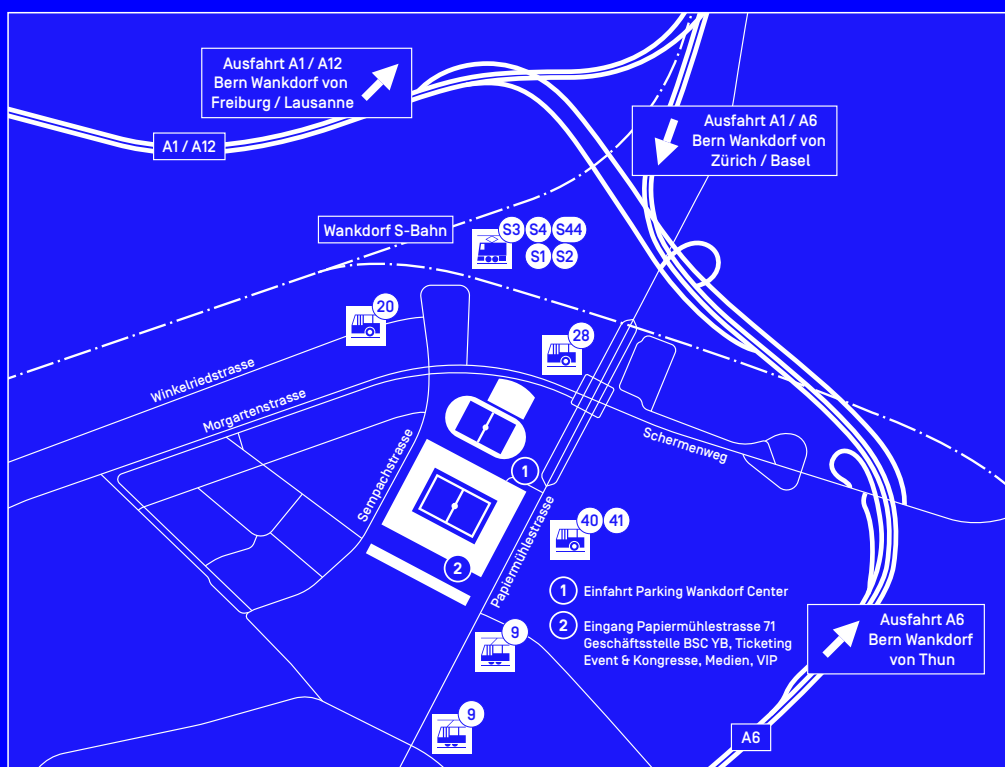 Ausfahrt A1 / A12
Bern Wankdorf von
Freiburg / Lausanne
A1 / A12
Ausfahrt A1 / A6
Bern Wankdorf von
Zürich / Basel
Wankdorf S-Bahn
S3 S4 S44
S1 S2
20
28
Winkelriedstrasse
Morgartenstrasse
Sempachstrasse
Schermenweg
Papiermühlestrasse
1
2
40 41
1 Einfahrt Parking Wankdorf Center
2 Eingang Papiermühlestrasse 71
Geschäftsstelle BSC YB, Ticketing
Event & Kongresse, Medien, VIP
9
9
Ausfahrt A6
Bern Wankdorf
von Thun
A6